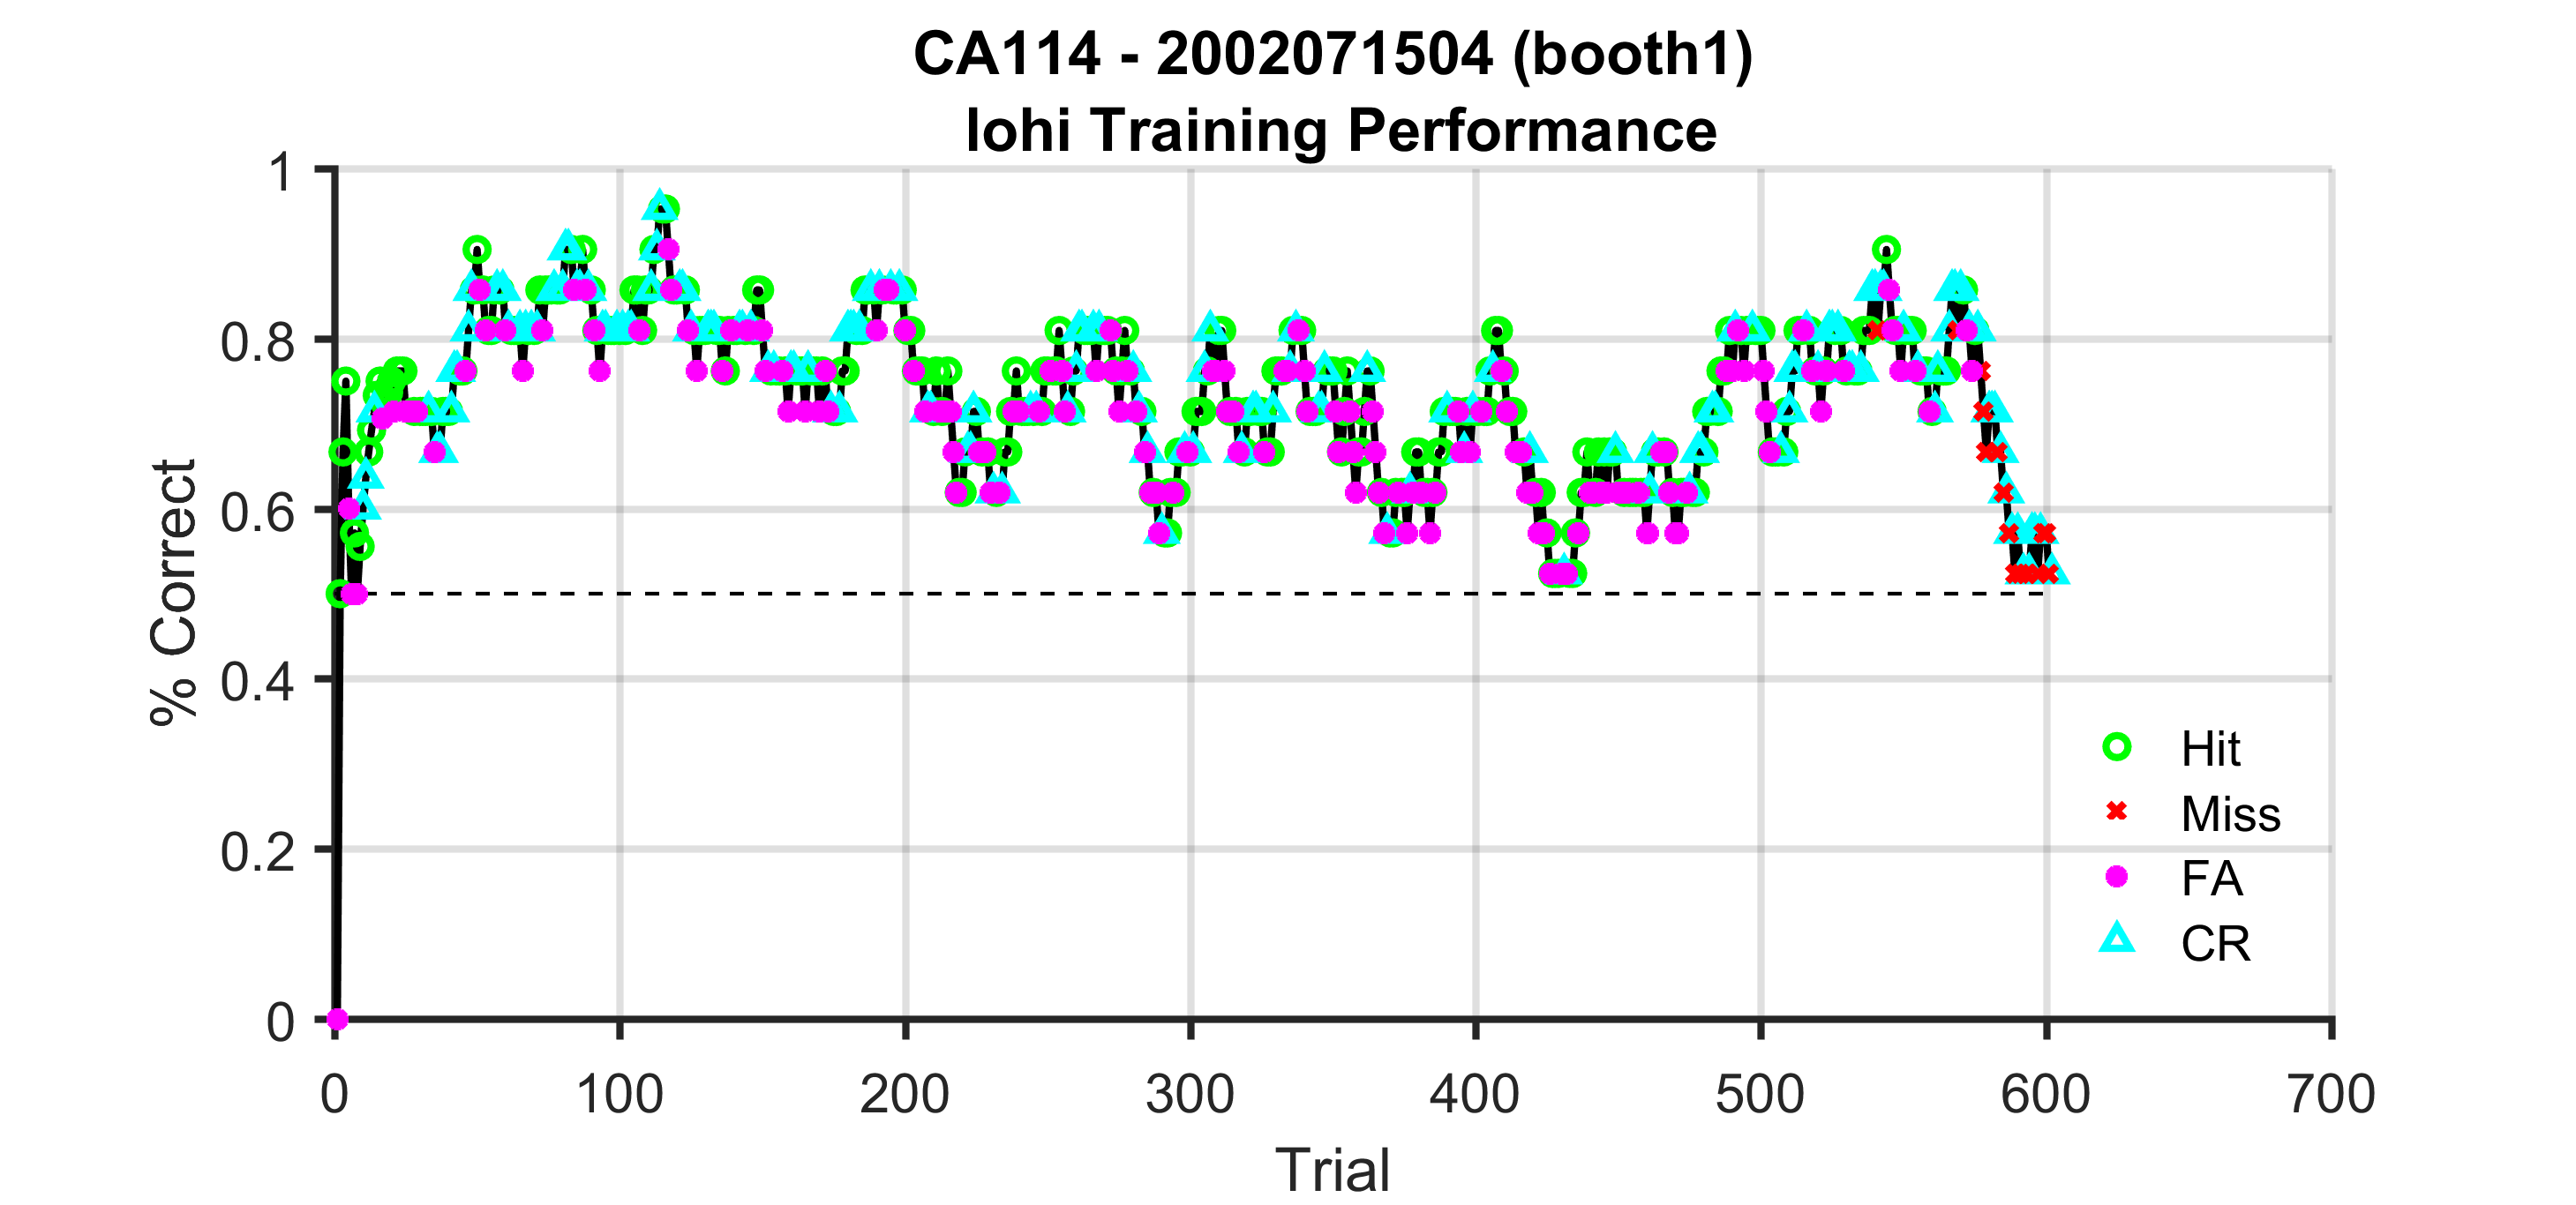 CA114 - 2002071504 (booth1)
lohi Training Performance
% Correct
1
0.8
0.6
0.4
0.2
0
0 100 200 300 400 500 600 700
Trial
Hit
Miss
FA
CR